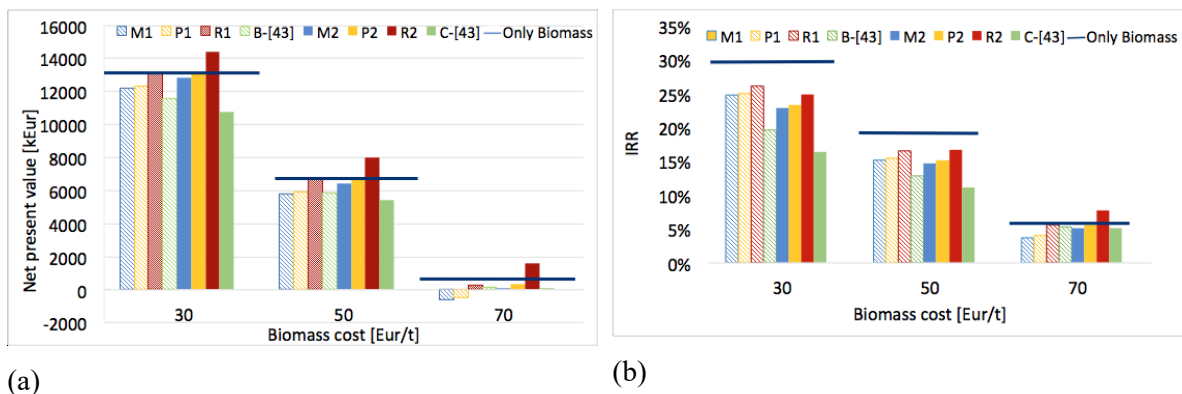 16000
14000
12000
10000
8000
6000
4000
2000
0
-2000
Net present value [kEur]
M1 P1 R1 B-[43] M2 P2 R2 C-[43] Only Biomass
30 50 70
Biomass cost [Eur/t]
(a)
35%
30%
25%
20%
15%
10%
5%
0%
IRR
M1 P1 R1 B-[43] M2 P2 R2 C-[43] Only Biomass
30 50 70
Biomass cost [Eur/t]
(b)